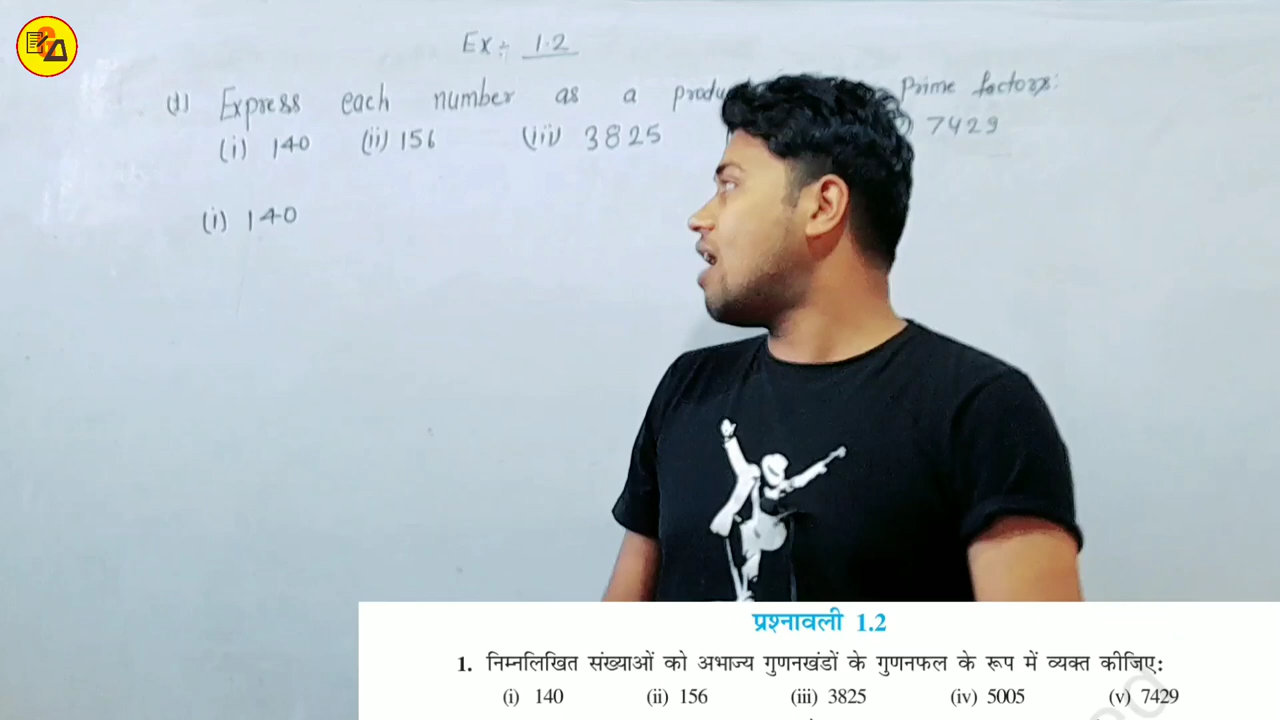 Ex ÷ 1.2
(1) Express each number as a Prime factors:
(i) 140 (ii) 156 (iii) 3825 7429
(i) 140
प्रश्नावली 1.2
1. निम्नलिखित संख्याओं को अभाज्य गुणनखंडों के गुणनफल के रूप में व्यक्त कीजिए:
(i) 140 (ii) 156 (iii) 3825 (iv) 5005 (v) 7429